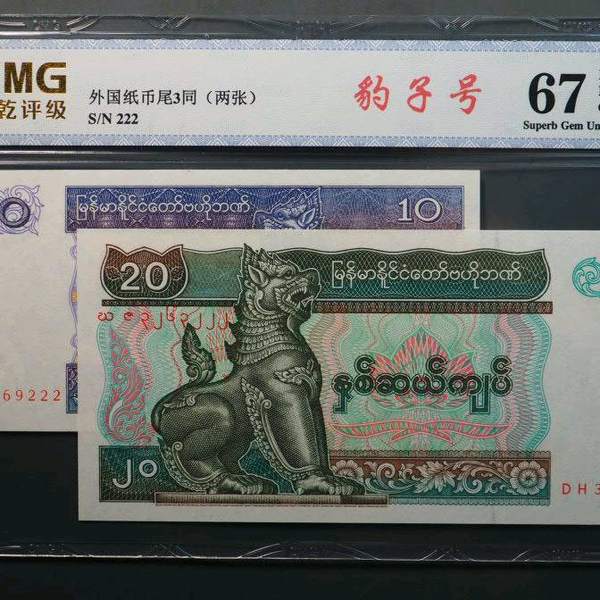 MG
乾评级
外国纸币尾3同（两张）
S/N 222
豹子号
67
Superb Gem Un
မြန်မာနိုင်ငံတော်ဗဟိုဘဏ်
10
69222
20
မြန်မာနိုင်ငံတော်ဗဟိုဘဏ်
နှစ်ဆယ်ကျပ်
၂၀
DH3